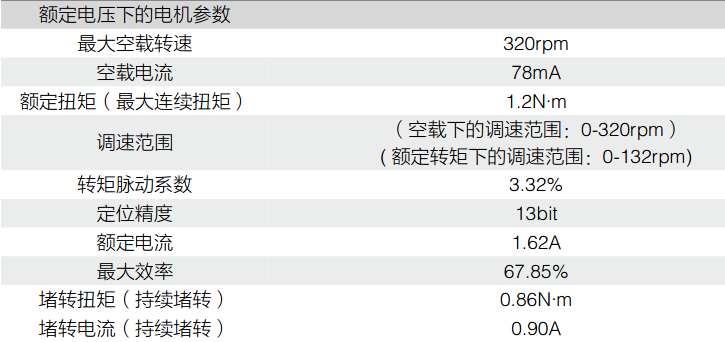 额定电压下的电机参数
最大空载转速 320rpm
空载电流 78mA
额定扭矩（最大连续扭矩） 1.2N·m
调速范围 （空载下的调速范围：0-320rpm）
(额定转矩下的调速范围：0-132rpm)
转矩脉动系数 3.32%
定位精度 13bit
额定电流 1.62A
最大效率 67.85%
堵转扭矩（持续堵转） 0.86N·m
堵转电流（持续堵转） 0.90A